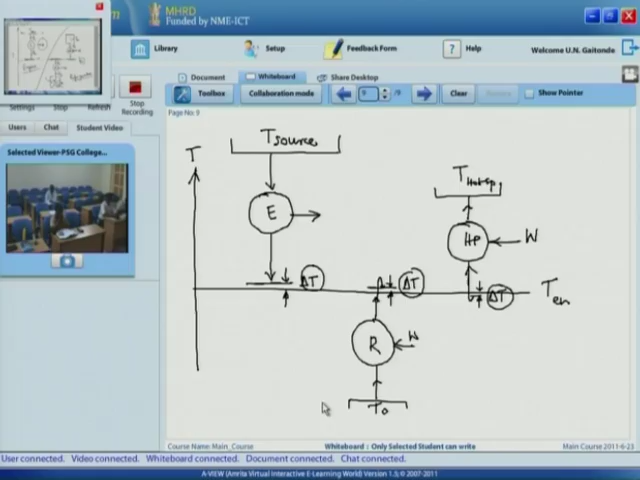 MHRD
Funded by NME-ICT
Library
Setup
Feedback Form
? Help
Welcome U.N. Gaitonde
Settings
Stop
Refresh
Stop Recording
Document
Whiteboard
Share Desktop
Toolbox
Collaboration mode
9 /9
Clear
Show Pointer
Users
Chat
Student Video
Selected Viewer-PSG College...
Page No:9
T
Tsource
E
ΔT
THotsp
HP
W
ΔT
ΔT
Ten
R
W
To
Course Name: Main_Course
Whiteboard : Only Selected Student can write
Main Course 2011-6-23
User connected. Video connected. Whiteboard connected. Document connected. Chat connected.
A-VIEW (Amrita Virtual Interactive E-Learning World) Version 1.5; © 2007-2011